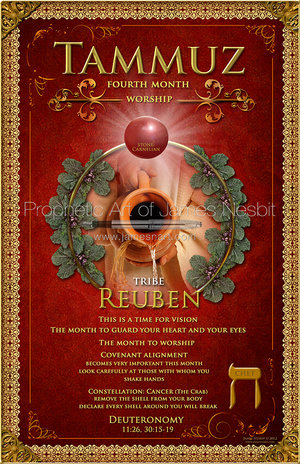 TAMMUZ
FOURTH MONTH
WORSHIP
STONE
CARNELIAN
Prophetic Art of James Nesbit
www.jamesnesbit.com
TRIBE
REUBEN
THIS IS A TIME FOR VISION
THE MONTH TO GUARD YOUR HEART AND YOUR EYES
THE MONTH TO WORSHIP
COVENANT ALIGNMENT
BECOMES VERY IMPORTANT THIS MONTH
LOOK CAREFULLY AT THOSE WITH WHOM YOU
SHAKE HANDS
CONSTELLATION: CANCER (THE CRAB)
REMOVE THE SHELL FROM YOUR BODY
DECLARE EVERY SHELL AROUND YOU WILL BREAK
DEUTERONOMY
11:26, 30:15-19
CHET
ח